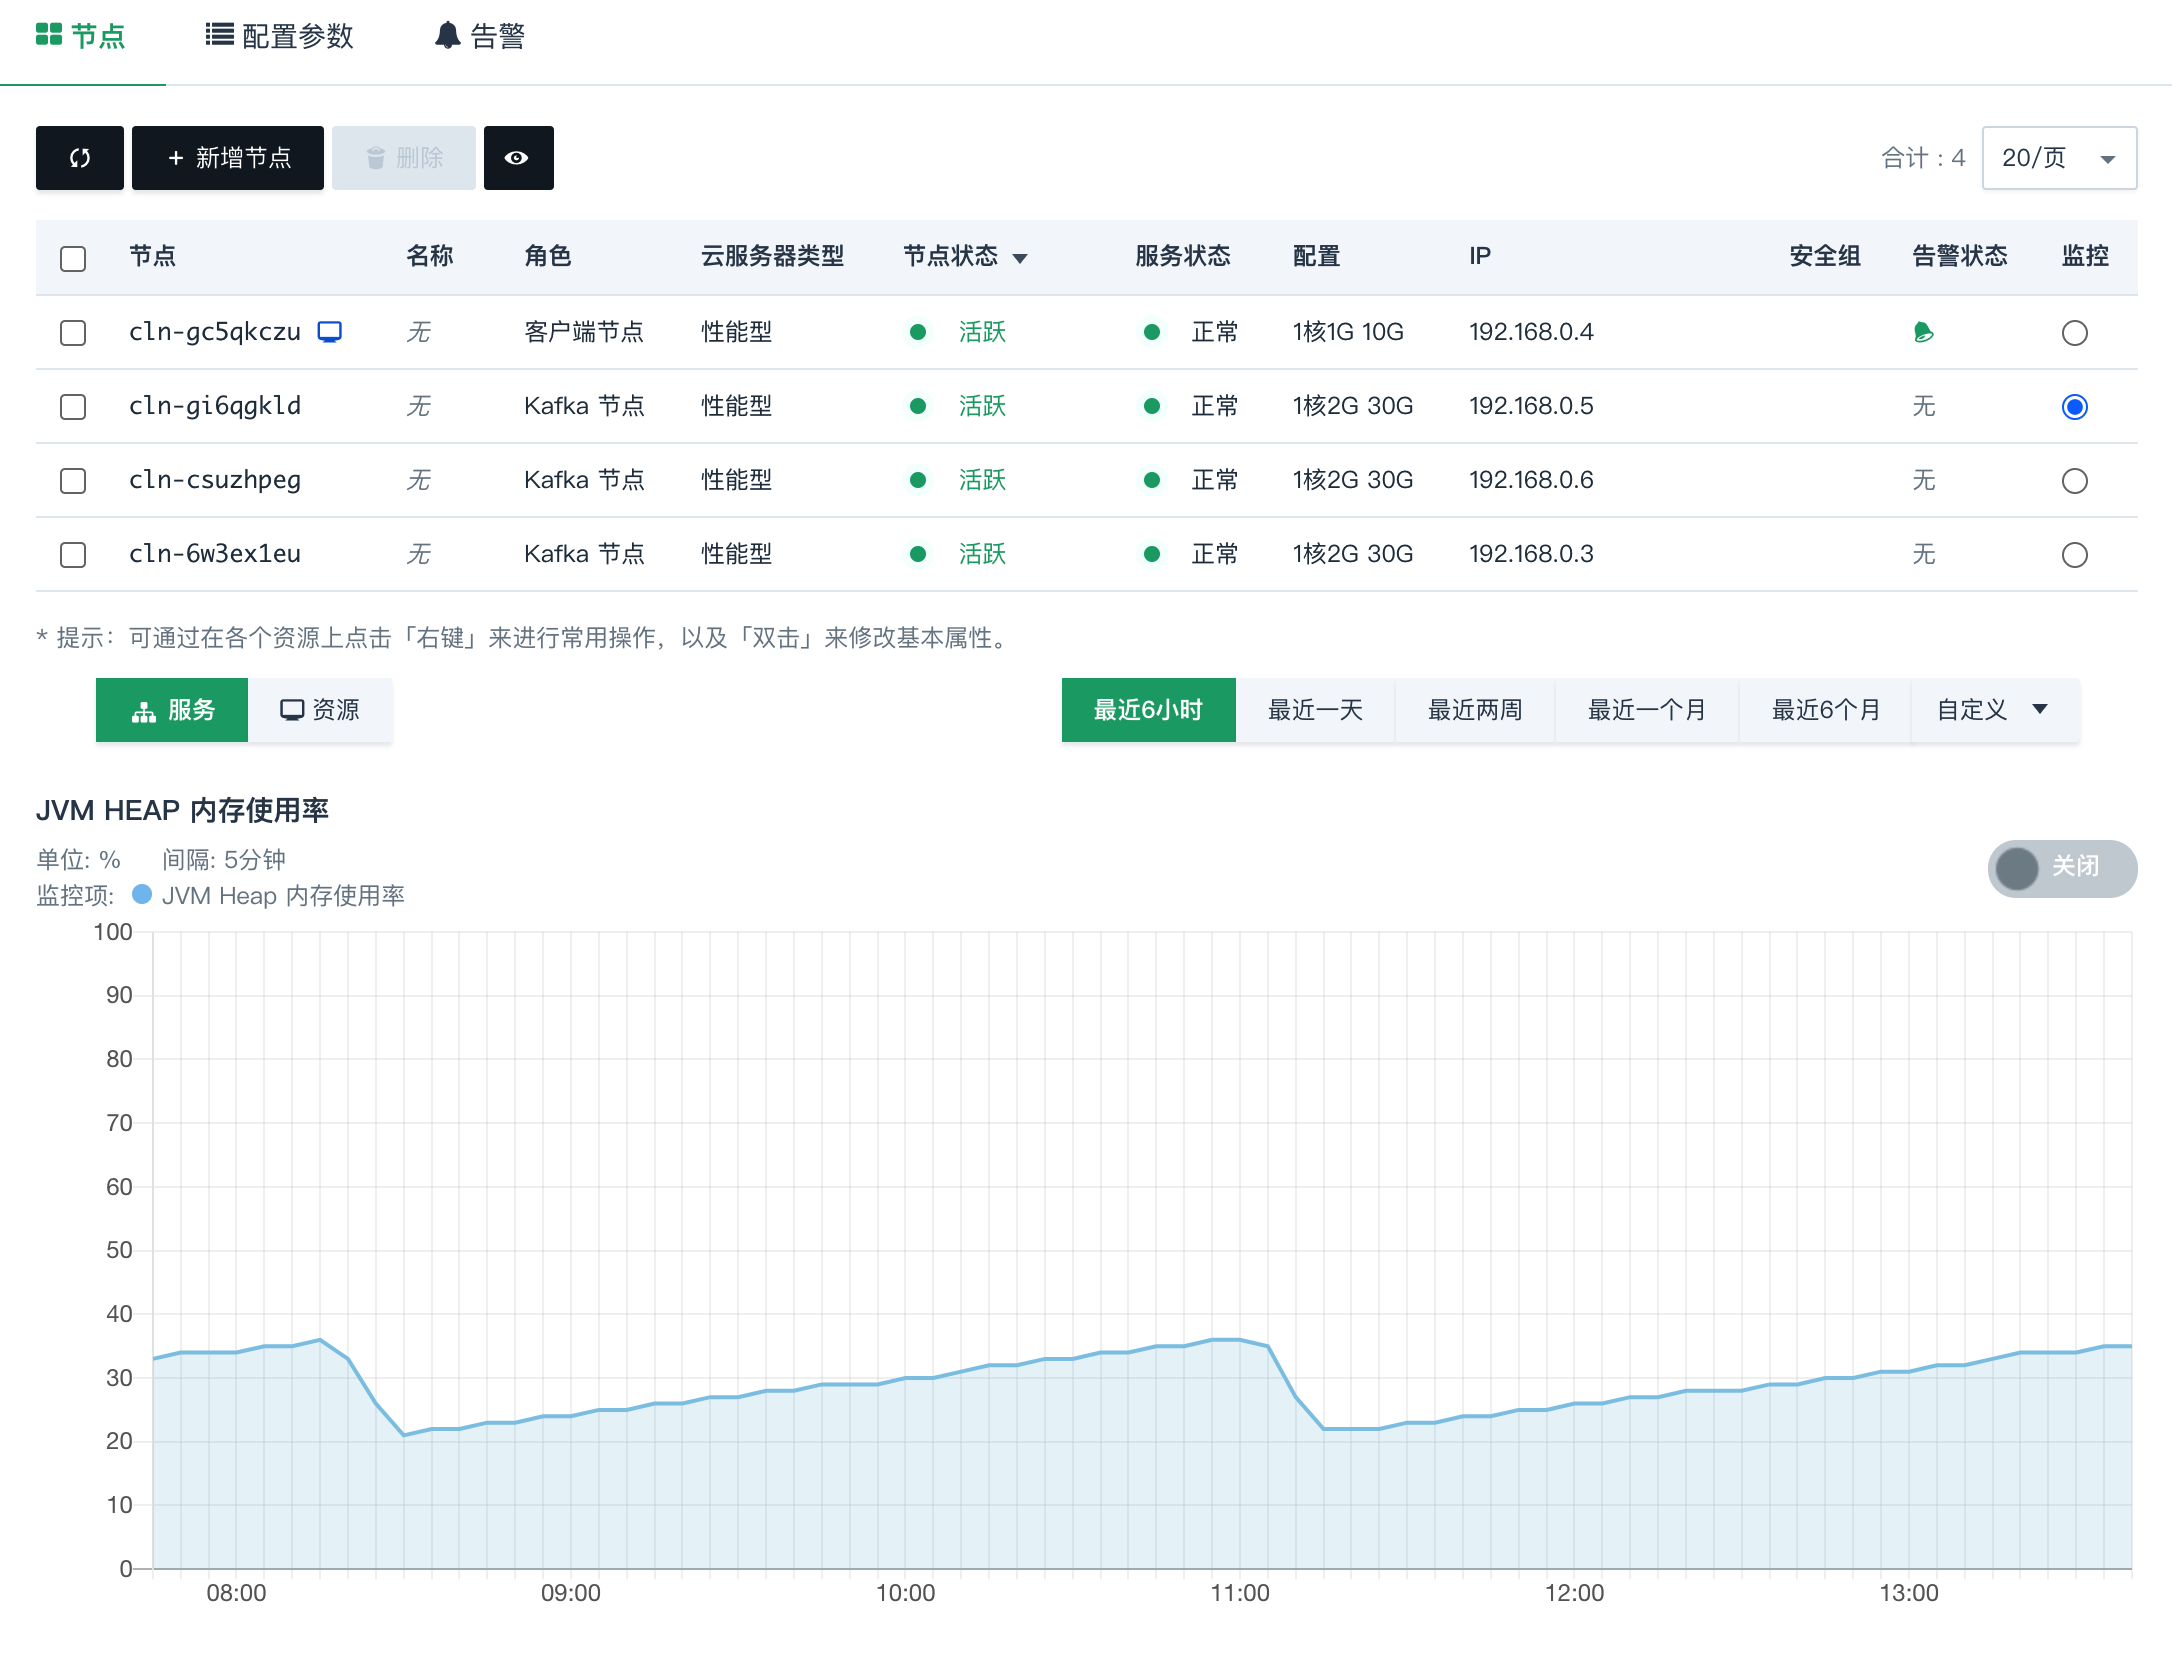 节点 配置参数 告警
+ 新增节点 删除 合计：4 20/页
节点 名称 角色 云服务器类型 节点状态 服务状态 配置 IP 安全组 告警状态 监控
cln-gc5qkczu 无 客户端节点 性能型 活跃 正常 1核1G 10G 192.168.0.4
cln-gi6qgkld 无 Kafka 节点 性能型 活跃 正常 1核2G 30G 192.168.0.5 无
cln-csuzhpeg 无 Kafka 节点 性能型 活跃 正常 1核2G 30G 192.168.0.6 无
cln-6w3ex1eu 无 Kafka 节点 性能型 活跃 正常 1核2G 30G 192.168.0.3 无
* 提示：可通过在各个资源上点击「右键」来进行常用操作，以及「双击」来修改基本属性。
服务 资源 最近6小时 最近一天 最近两周 最近一个月 最近6个月 自定义
JVM HEAP 内存使用率
单位: % 间隔: 5分钟
关闭
监控项: JVM Heap 内存使用率
100
90
80
70
60
50
40
30
20
10
0
08:00 09:00 10:00 11:00 12:00 13:00